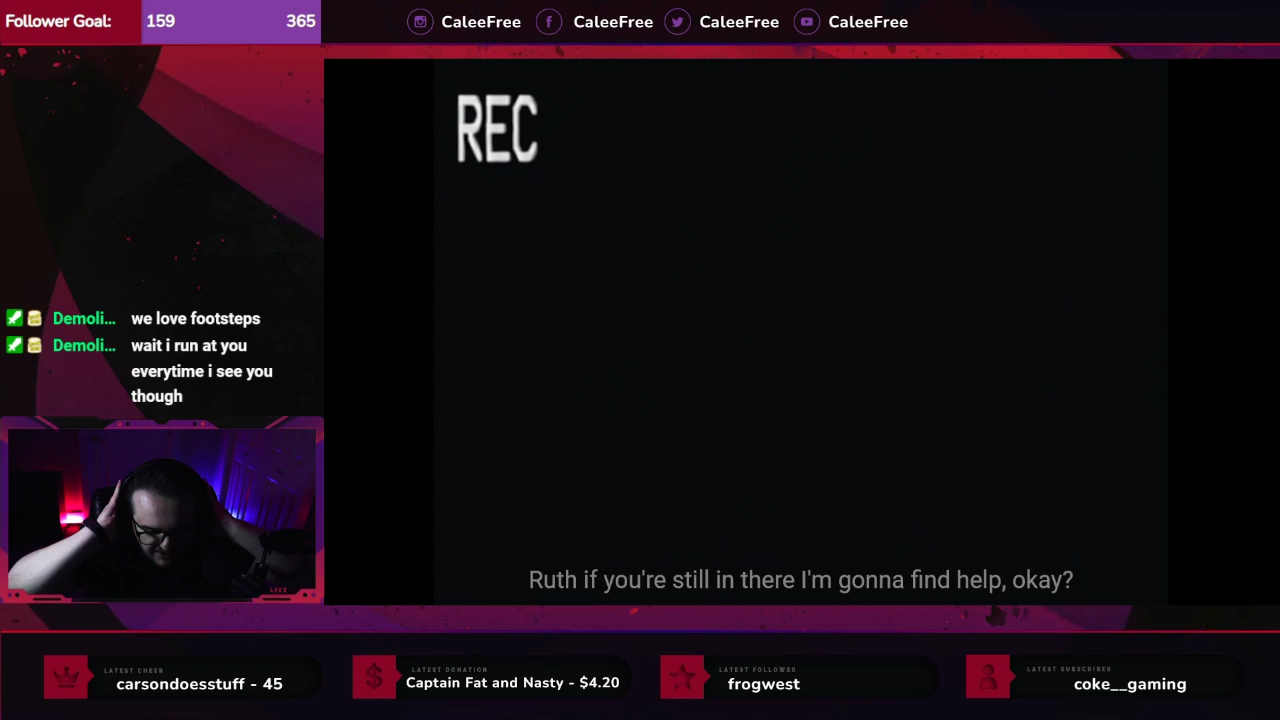 Follower Goal: 159 365
CaleeFree CaleeFree CaleeFree CaleeFree
REC
Demoli... we love footsteps
Demoli... wait i run at you
everytime i see you
though
LIVE
Ruth if you're still in there I'm gonna find help, okay?
LATEST CHEER
carsondoesstuff - 45
LATEST DONATION
Captain Fat and Nasty - $4.20
LATEST FOLLOWER
frogwest
LATEST SUBSCRIBER
coke__gaming